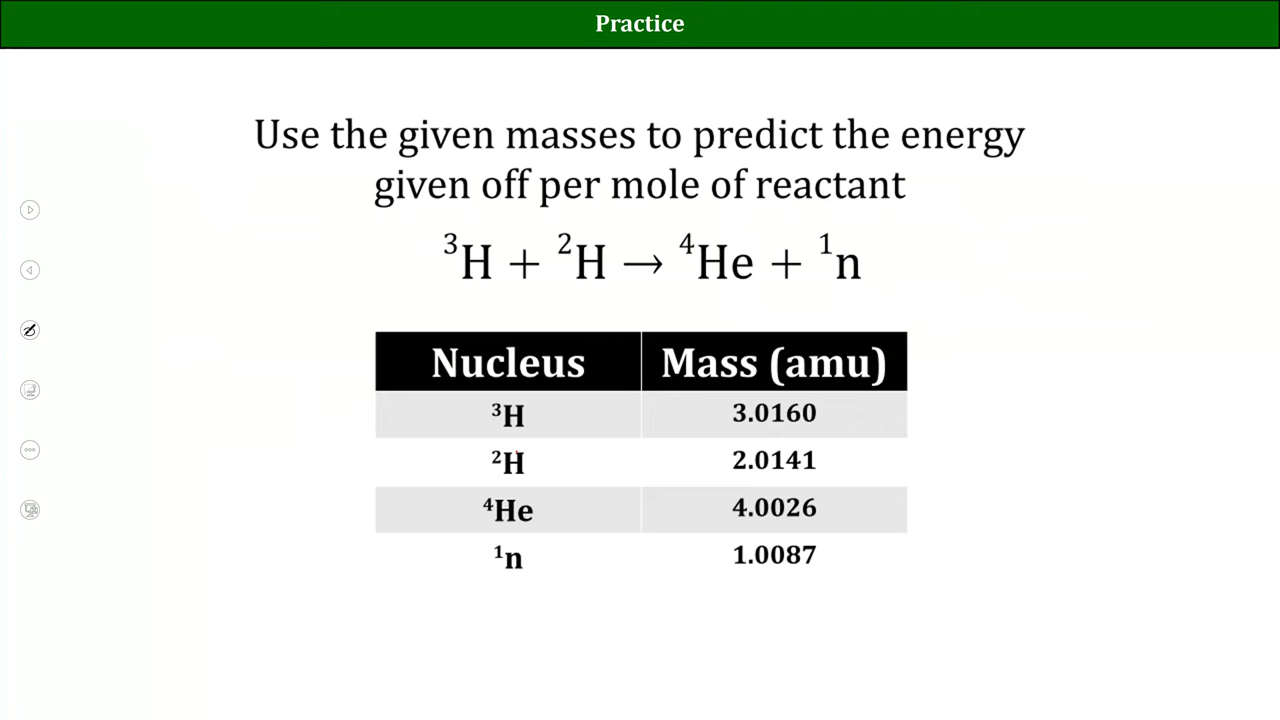 Practice
Use the given masses to predict the energy
given off per mole of reactant
³H + ²H → ⁴He + ¹n
Nucleus Mass (amu)
³H 3.0160
²H 2.0141
⁴He 4.0026
¹n 1.0087